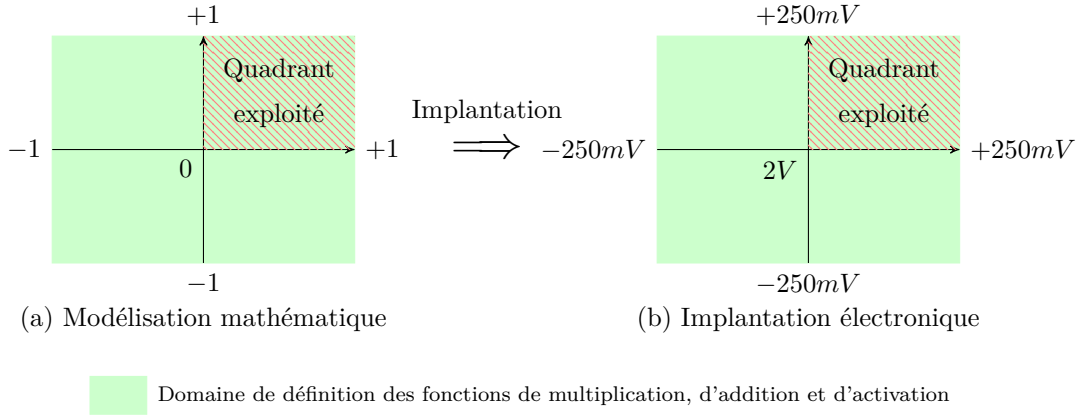 +1
+250mV
Quadrant
exploité
Quadrant
exploité
Implantation
−1
+1
⟹
−250mV
+250mV
0
2V
−1
−250mV
(a) Modélisation mathématique
(b) Implantation électronique
Domaine de définition des fonctions de multiplication, d'addition et d'activation